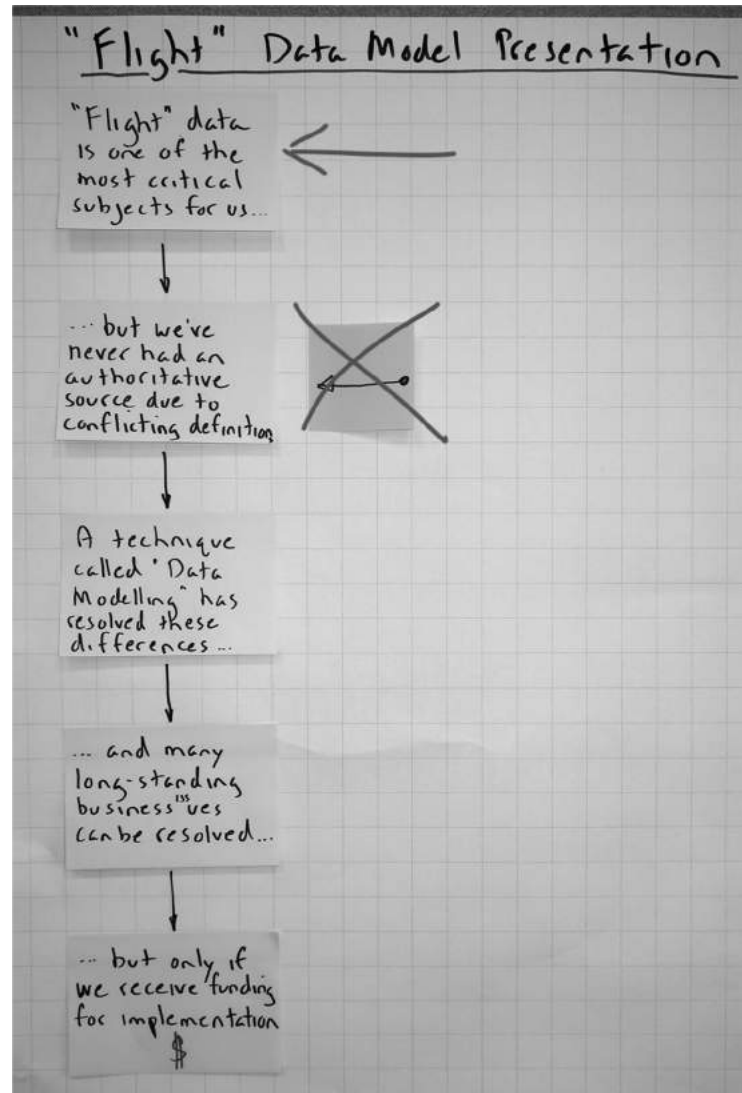 "Flight" Data Model Presentation
"Flight" data
is one of the
most critical
subjects for us...
... but we've
never had an
authoritative
source due to
conflicting definition
A technique
called "Data
Modelling" has
resolved these
differences...
... and many
long-standing
business issues
can be resolved...
... but only if
we receive funding
for implementation
$